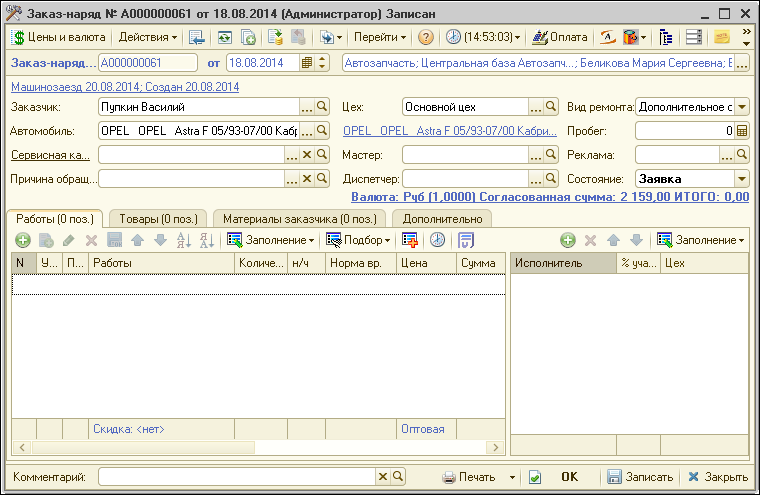 Заказ-наряд № А000000061 от 18.08.2014 (Администратор) Записан
Цены и валюта Действия Перейти (14:53:03) Оплата
Заказ-наряд... А000000061 от 18.08.2014 Автозапчасть; Центральная база Автозапч...; Беликова Мария Сергеевна;
Машинозаезд 20.08.2014; Создан 20.08.2014
Заказчик: Пупкин Василий Цех: Основной цех Вид ремонта: Дополнительное о
Автомобиль: OPEL OPEL Astra F 05/93-07/00 Кабр OPEL OPEL Astra F 05/93-07/00 Кабри... Пробег: 0
Сервисная ка... Мастер: Реклама:
Причина обращ... Диспетчер: Состояние: Заявка
Валюта: Руб (1,0000) Согласованная сумма: 2 159,00 ИТОГО: 0,00
Работы (0 поз.) Товары (0 поз.) Материалы заказчика (0 поз.) Дополнительно
Заполнение Подбор Заполнение
N У... П... Работы Количе... н/ч Норма вр. Цена Сумма Исполнитель % уча... Цех
Скидка: <нет> Оптовая
Комментарий: Печать OK Записать Закрыть